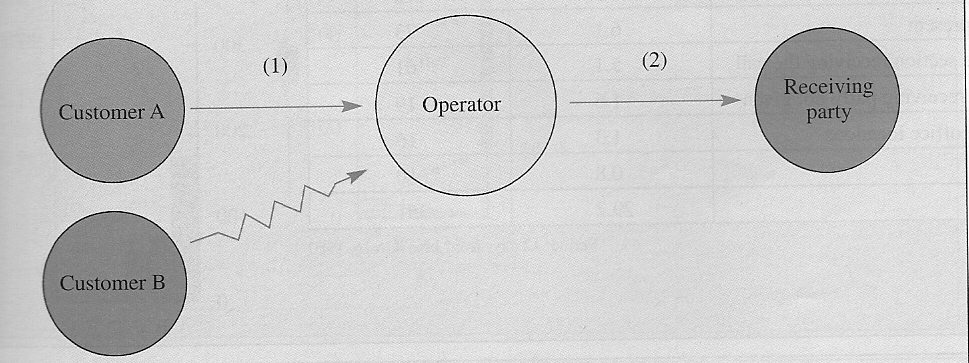 (1)
(2)
Customer A
Operator
Receiving
party
Customer B